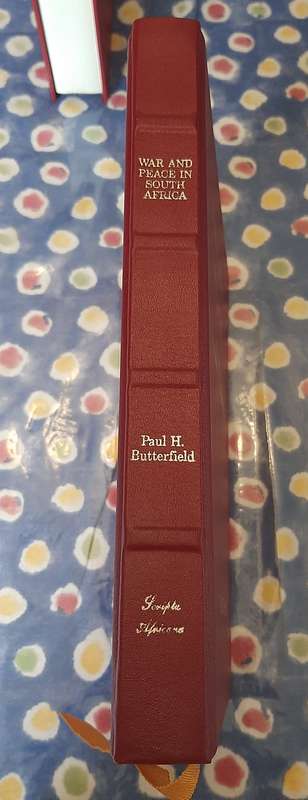 WAR AND
PEACE IN
SOUTH
AFRICA
Paul H.
Butterfield
Scripta
Africana